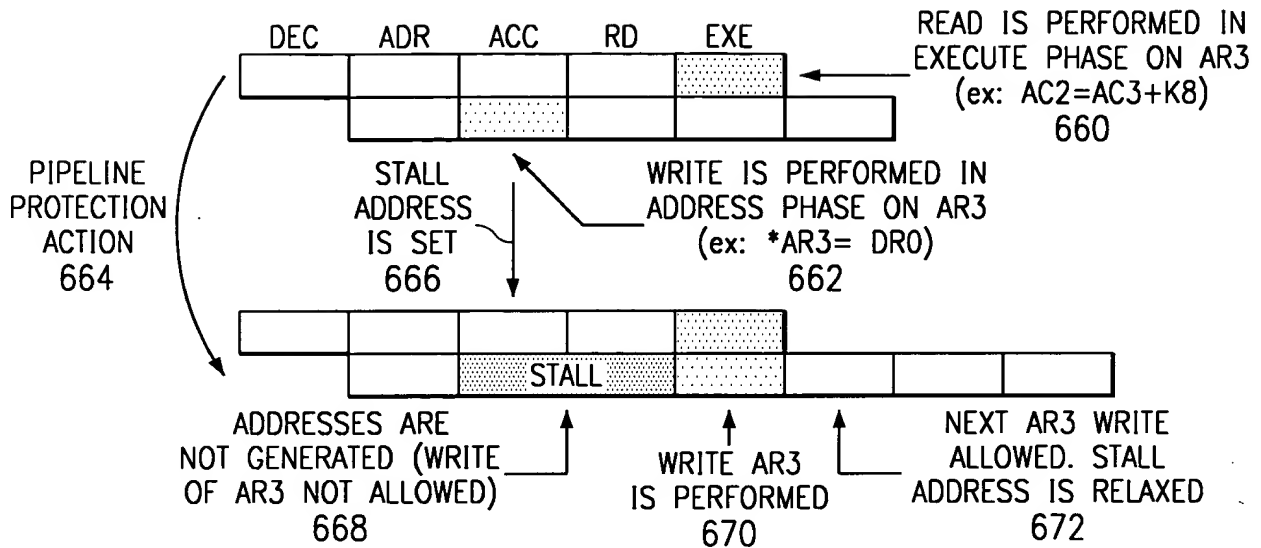 DEC ADR ACC RD EXE
READ IS PERFORMED IN
EXECUTE PHASE ON AR3
(ex: AC2=AC3+K8)
660
PIPELINE
PROTECTION
ACTION
664
STALL
ADDRESS
IS SET
666
WRITE IS PERFORMED IN
ADDRESS PHASE ON AR3
(ex: *AR3= DR0)
662
STALL
ADDRESSES ARE
NOT GENERATED (WRITE
OF AR3 NOT ALLOWED)
668
WRITE AR3
IS PERFORMED
670
NEXT AR3 WRITE
ALLOWED. STALL
ADDRESS IS RELAXED
672